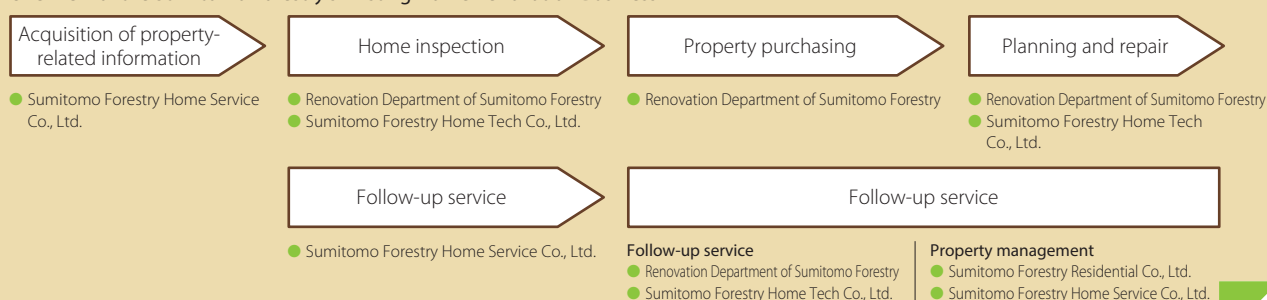 Acquisition of property-
related information
Home inspection
Property purchasing
Planning and repair
Sumitomo Forestry Home Service
Co., Ltd.
Renovation Department of Sumitomo Forestry
Sumitomo Forestry Home Tech Co., Ltd.
Renovation Department of Sumitomo Forestry
Renovation Department of Sumitomo Forestry
Sumitomo Forestry Home Tech
Co., Ltd.
Follow-up service
Follow-up service
Sumitomo Forestry Home Service Co., Ltd.
Follow-up service
Renovation Department of Sumitomo Forestry
Sumitomo Forestry Home Tech Co., Ltd.
Property management
Sumitomo Forestry Residential Co., Ltd.
Sumitomo Forestry Home Service Co., Ltd.